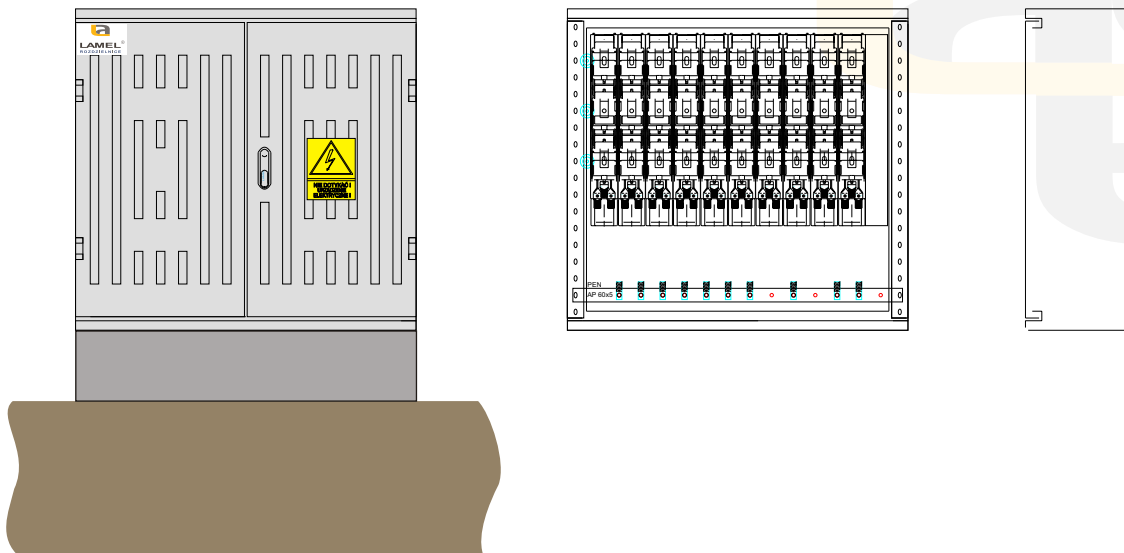 LAMEL®
ROZDZIELNICE
NIE DOTYKAĆ !
URZĄDZENIE
ELEKTRYCZNE !
PEN
AP 60x5